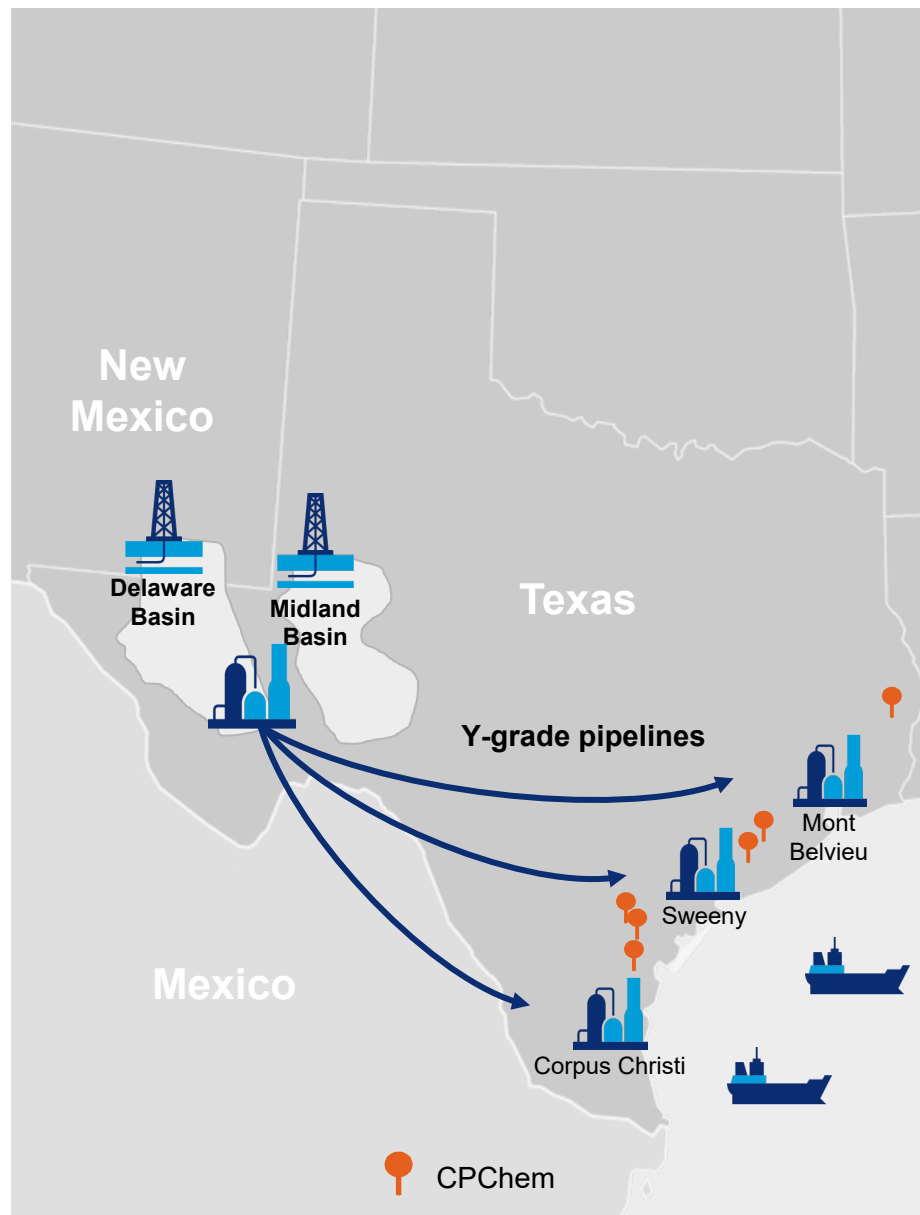 New
Mexico
Delaware
Basin
Midland
Basin
Texas
Y-grade pipelines
Mont
Belvieu
Sweeny
Mexico
Corpus Christi
CPChem